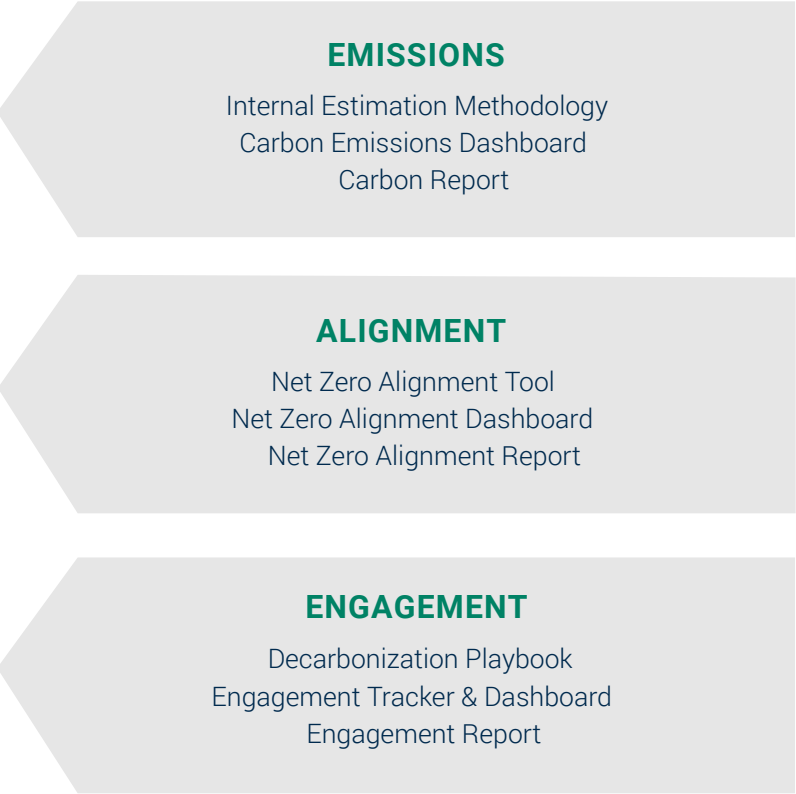 EMISSIONS
Internal Estimation Methodology
Carbon Emissions Dashboard
Carbon Report
ALIGNMENT
Net Zero Alignment Tool
Net Zero Alignment Dashboard
Net Zero Alignment Report
ENGAGEMENT
Decarbonization Playbook
Engagement Tracker & Dashboard
Engagement Report